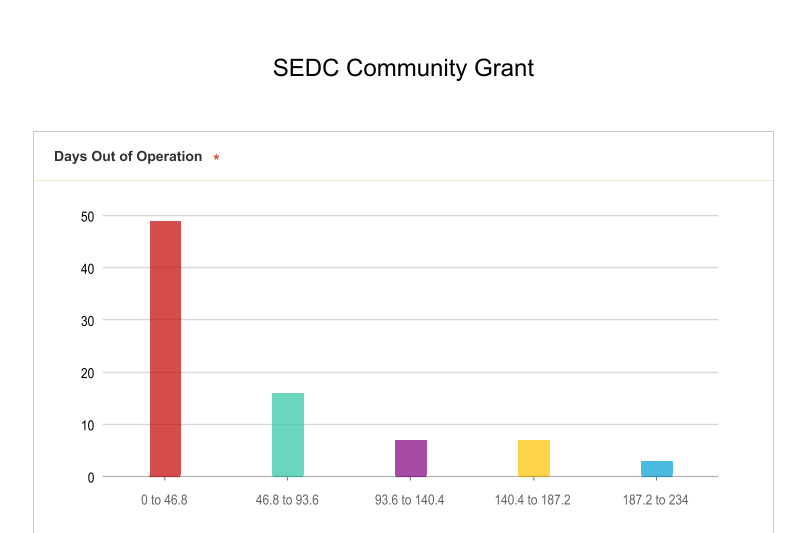 SEDC Community Grant
Days Out of Operation *
50
40
30
20
10
0
0 to 46.8 46.8 to 93.6 93.6 to 140.4 140.4 to 187.2 187.2 to 234